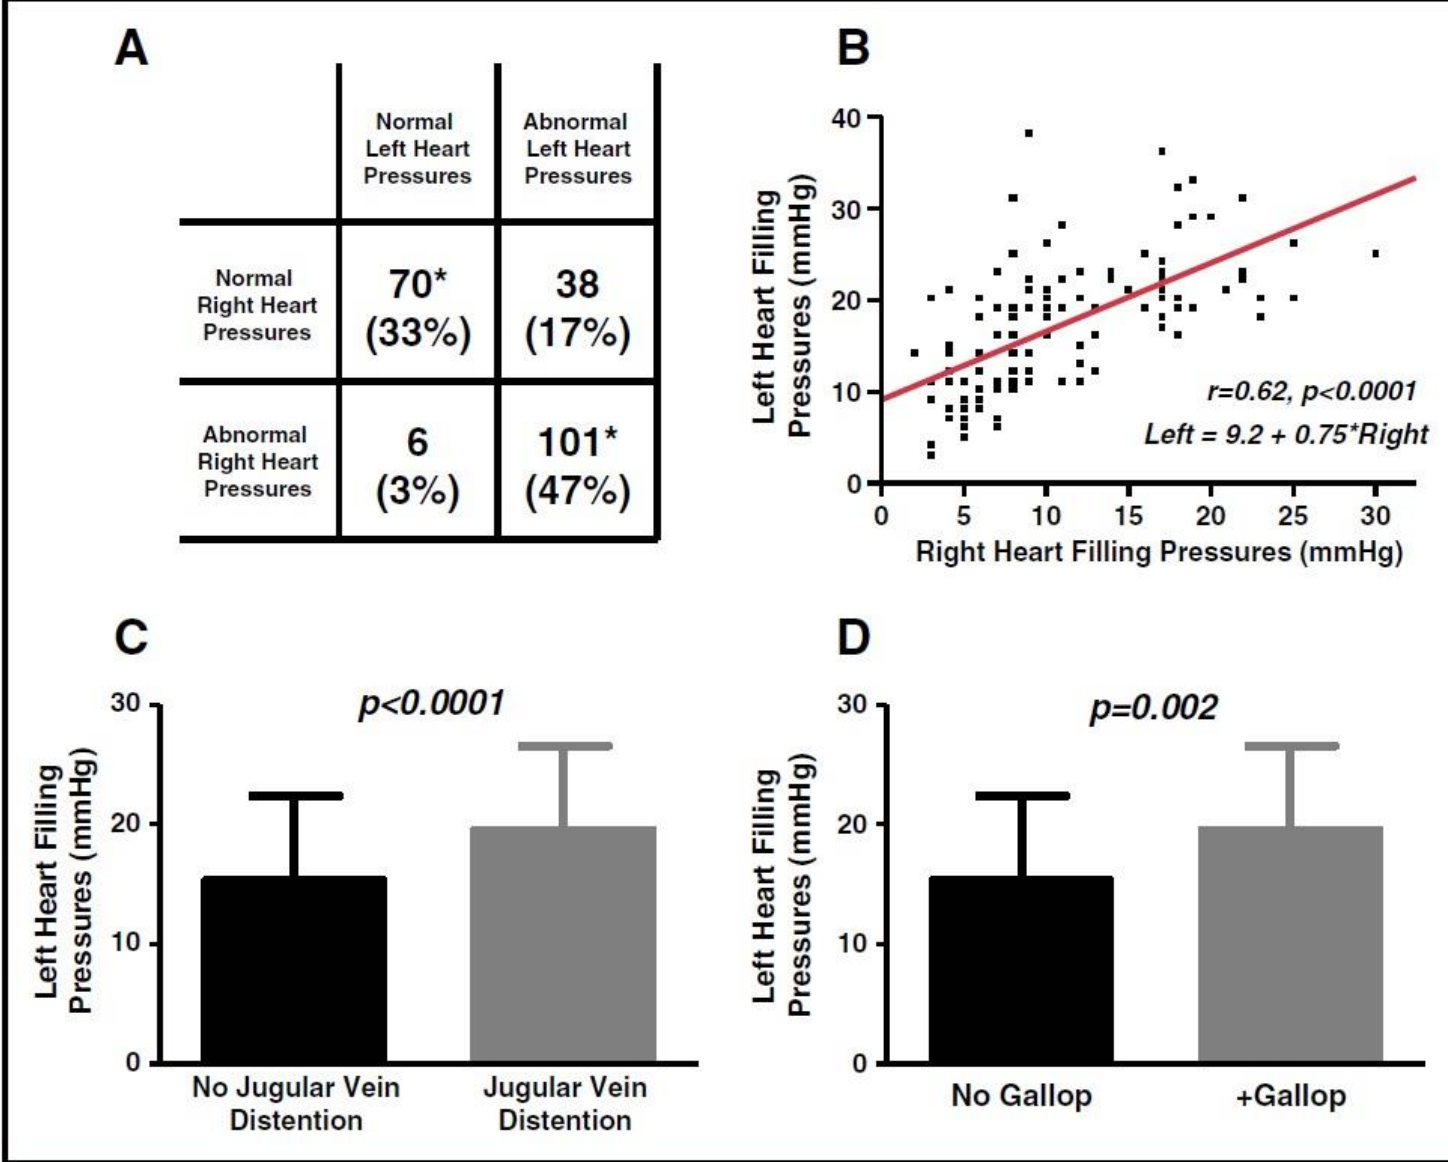 A
Normal
Left Heart
Pressures
Abnormal
Left Heart
Pressures
Normal
Right Heart
Pressures
70*
(33%)
38
(17%)
Abnormal
Right Heart
Pressures
6
(3%)
101*
(47%)
B
Left Heart Filling
Pressures (mmHg)
40
30
20
10
0
r=0.62, p<0.0001
Left = 9.2 + 0.75*Right
0 5 10 15 20 25 30
Right Heart Filling Pressures (mmHg)
C
Left Heart Filling
Pressures (mmHg)
30
20
10
0
p<0.0001
No Jugular Vein
Distention
Jugular Vein
Distention
D
Left Heart Filling
Pressures (mmHg)
30
20
10
0
p=0.002
No Gallop
+Gallop